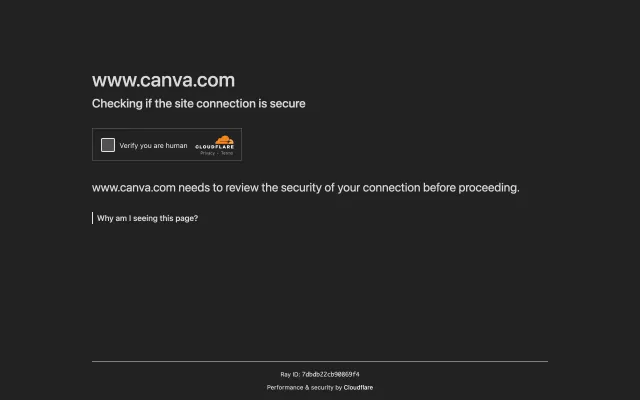 www.canva.com
Checking if the site connection is secure
Verify you are human
CLOUDFLARE
Privacy · Terms
www.canva.com needs to review the security of your connection before proceeding.
Why am I seeing this page?
Ray ID: 7dbdb22cb90869f4
Performance & security by Cloudflare